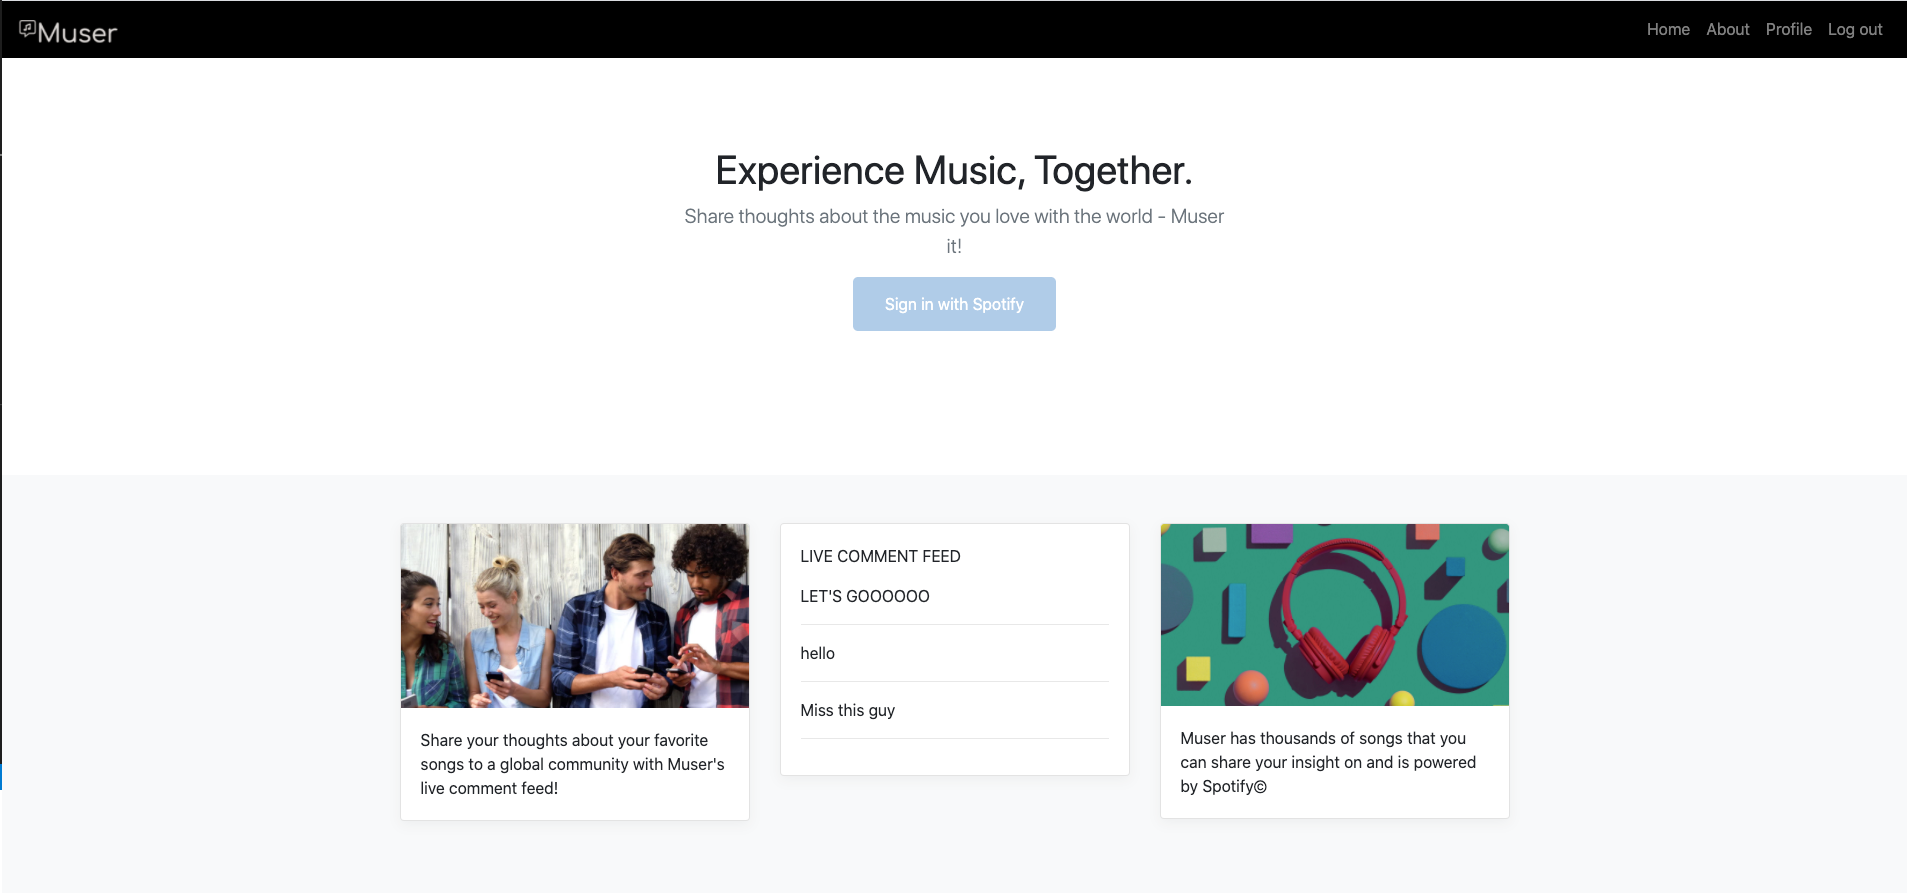 Muser
Home About Profile Log out
Experience Music, Together.
Share thoughts about the music you love with the world - Muser
it!
Sign in with Spotify
Share your thoughts about your favorite
songs to a global community with Muser's
live comment feed!
LIVE COMMENT FEED
LET'S GOOOOOO
hello
Miss this guy
Muser has thousands of songs that you
can share your insight on and is powered
by Spotify©